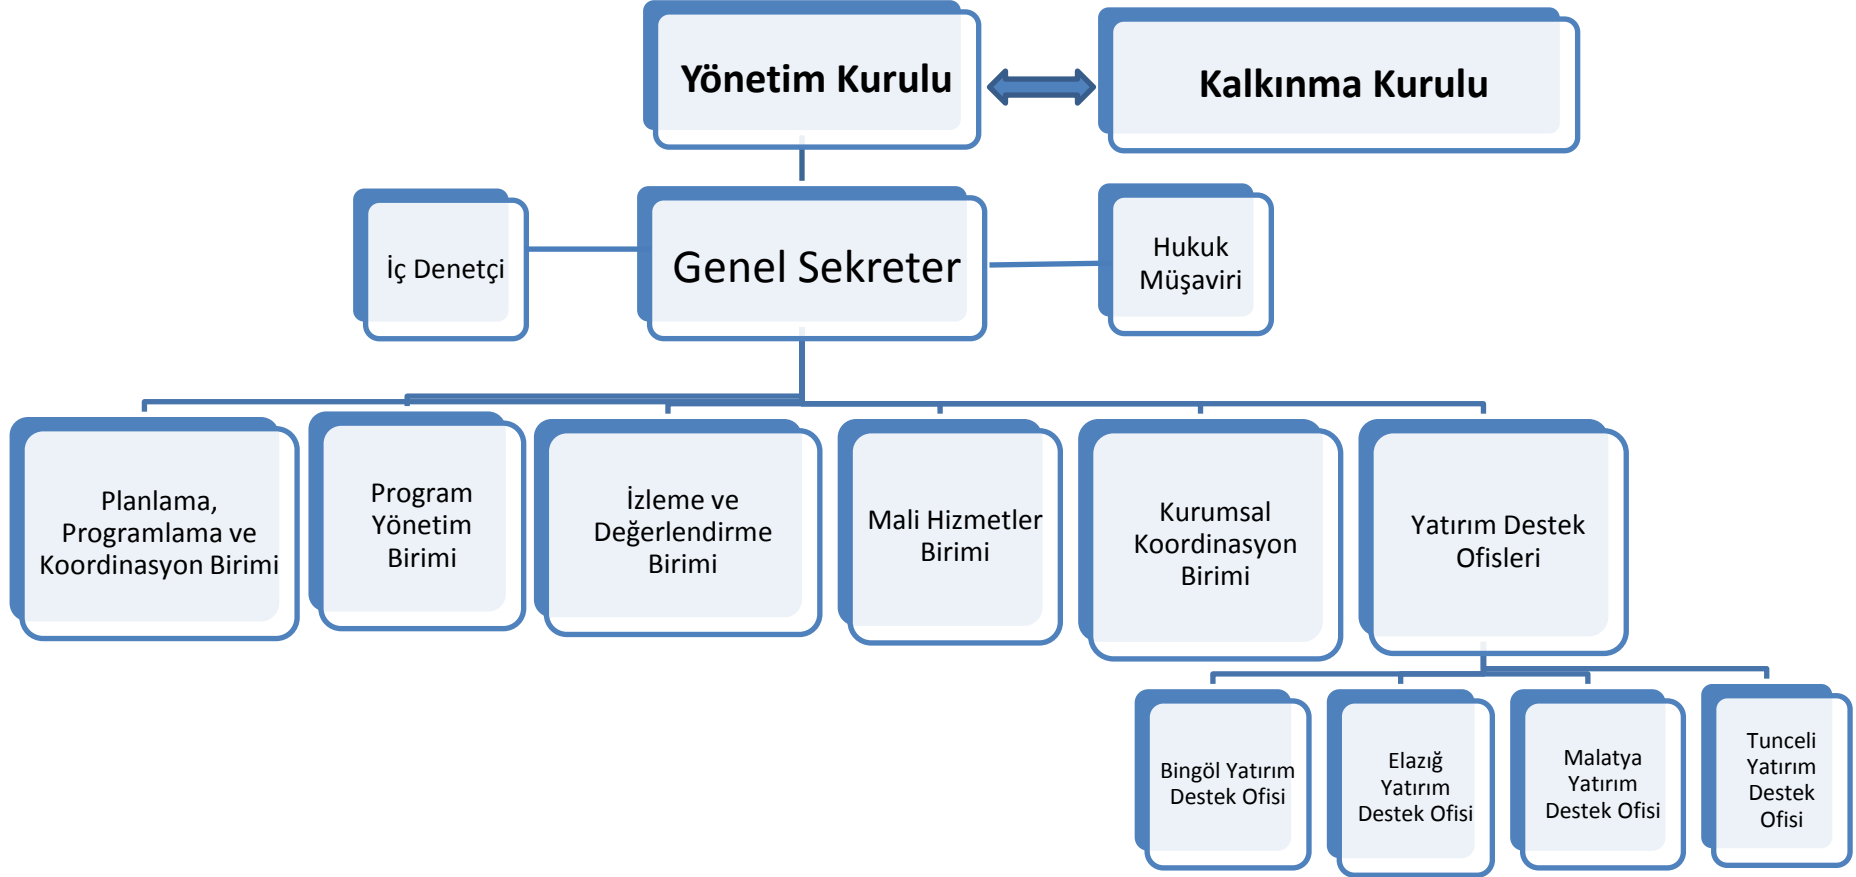 Yönetim Kurulu
Kalkınma Kurulu
İç Denetçi
Genel Sekreter
Hukuk
Müşaviri
Planlama,
Programlama ve
Koordinasyon Birimi
Program
Yönetim
Birimi
İzleme ve
Değerlendirme
Birimi
Mali Hizmetler
Birimi
Kurumsal
Koordinasyon
Birimi
Yatırım Destek
Ofisleri
Bingöl Yatırım
Destek Ofisi
Elazığ
Yatırım
Destek Ofisi
Malatya
Yatırım
Destek Ofisi
Tunceli
Yatırım
Destek
Ofisi